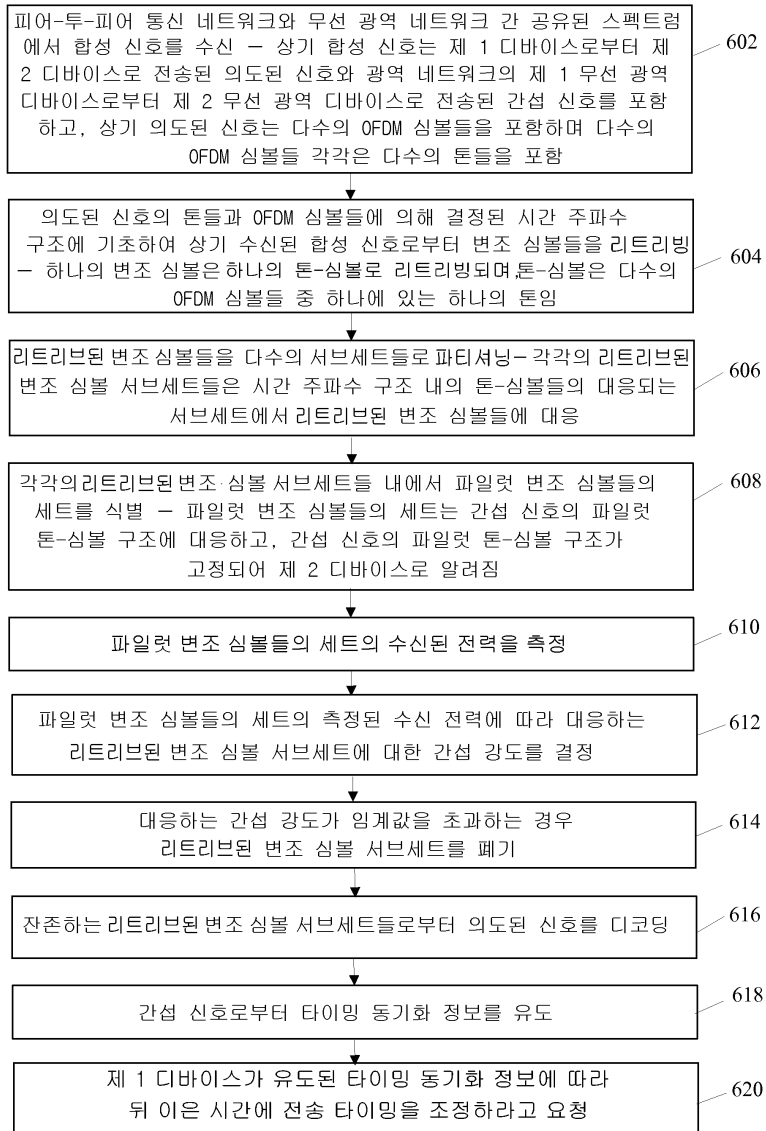 피어-투-피어 통신 네트워크와 무선 광역 네트워크 간 공유된 스펙트럼
에서 합성 신호를 수신 – 상기 합성 신호는 제 1 디바이스로부터 제
2 디바이스로 전송된 의도된 신호와 광역 네트워크의 제 1 무선 광역
디바이스로부터 제 2 무선 광역 디바이스로 전송된 간섭 신호를 포함
하고, 상기 의도된 신호는 다수의 OFDM 심볼들을 포함하며 다수의
OFDM 심볼들 각각은 다수의 톤들을 포함
602
의도된 신호의 톤들과 OFDM 심볼들에 의해 결정된 시간 주파수
구조에 기초하여 상기 수신된 합성 신호로부터 변조 심볼들을 리트리빙
– 하나의 변조 심볼은 하나의 톤-심볼로 리트리빙되며,톤-심볼은 다수의
OFDM 심볼들 중 하나에 있는 하나의 톤임
604
리트리브된 변조 심볼들을 다수의 서브세트들로 파티셔닝– 각각의 리트리브된
변조 심볼 서브세트들은 시간 주파수 구조 내의 톤-심볼들의 대응되는
서브세트에서 리트리브된 변조 심볼들에 대응
606
각각의 리트리브된 변조 심볼 서브세트들 내에서 파일럿 변조 심볼들의
세트를 식별 – 파일럿 변조 심볼들의 세트는 간섭 신호의 파일럿
톤-심볼 구조에 대응하고, 간섭 신호의 파일럿 톤-심볼 구조가
고정되어 제 2 디바이스로 알려짐
608
파일럿 변조 심볼들의 세트의 수신된 전력을 측정
610
파일럿 변조 심볼들의 세트의 측정된 수신 전력에 따라 대응하는
리트리브된 변조 심볼 서브세트에 대한 간섭 강도를 결정
612
대응하는 간섭 강도가 임계값을 초과하는 경우
리트리브된 변조 심볼 서브세트를 폐기
614
잔존하는 리트리브된 변조 심볼 서브세트들로부터 의도된 신호를 디코딩
616
간섭 신호로부터 타이밍 동기화 정보를 유도
618
제 1 디바이스가 유도된 타이밍 동기화 정보에 따라
뒤 이은 시간에 전송 타이밍을 조정하라고 요청
620